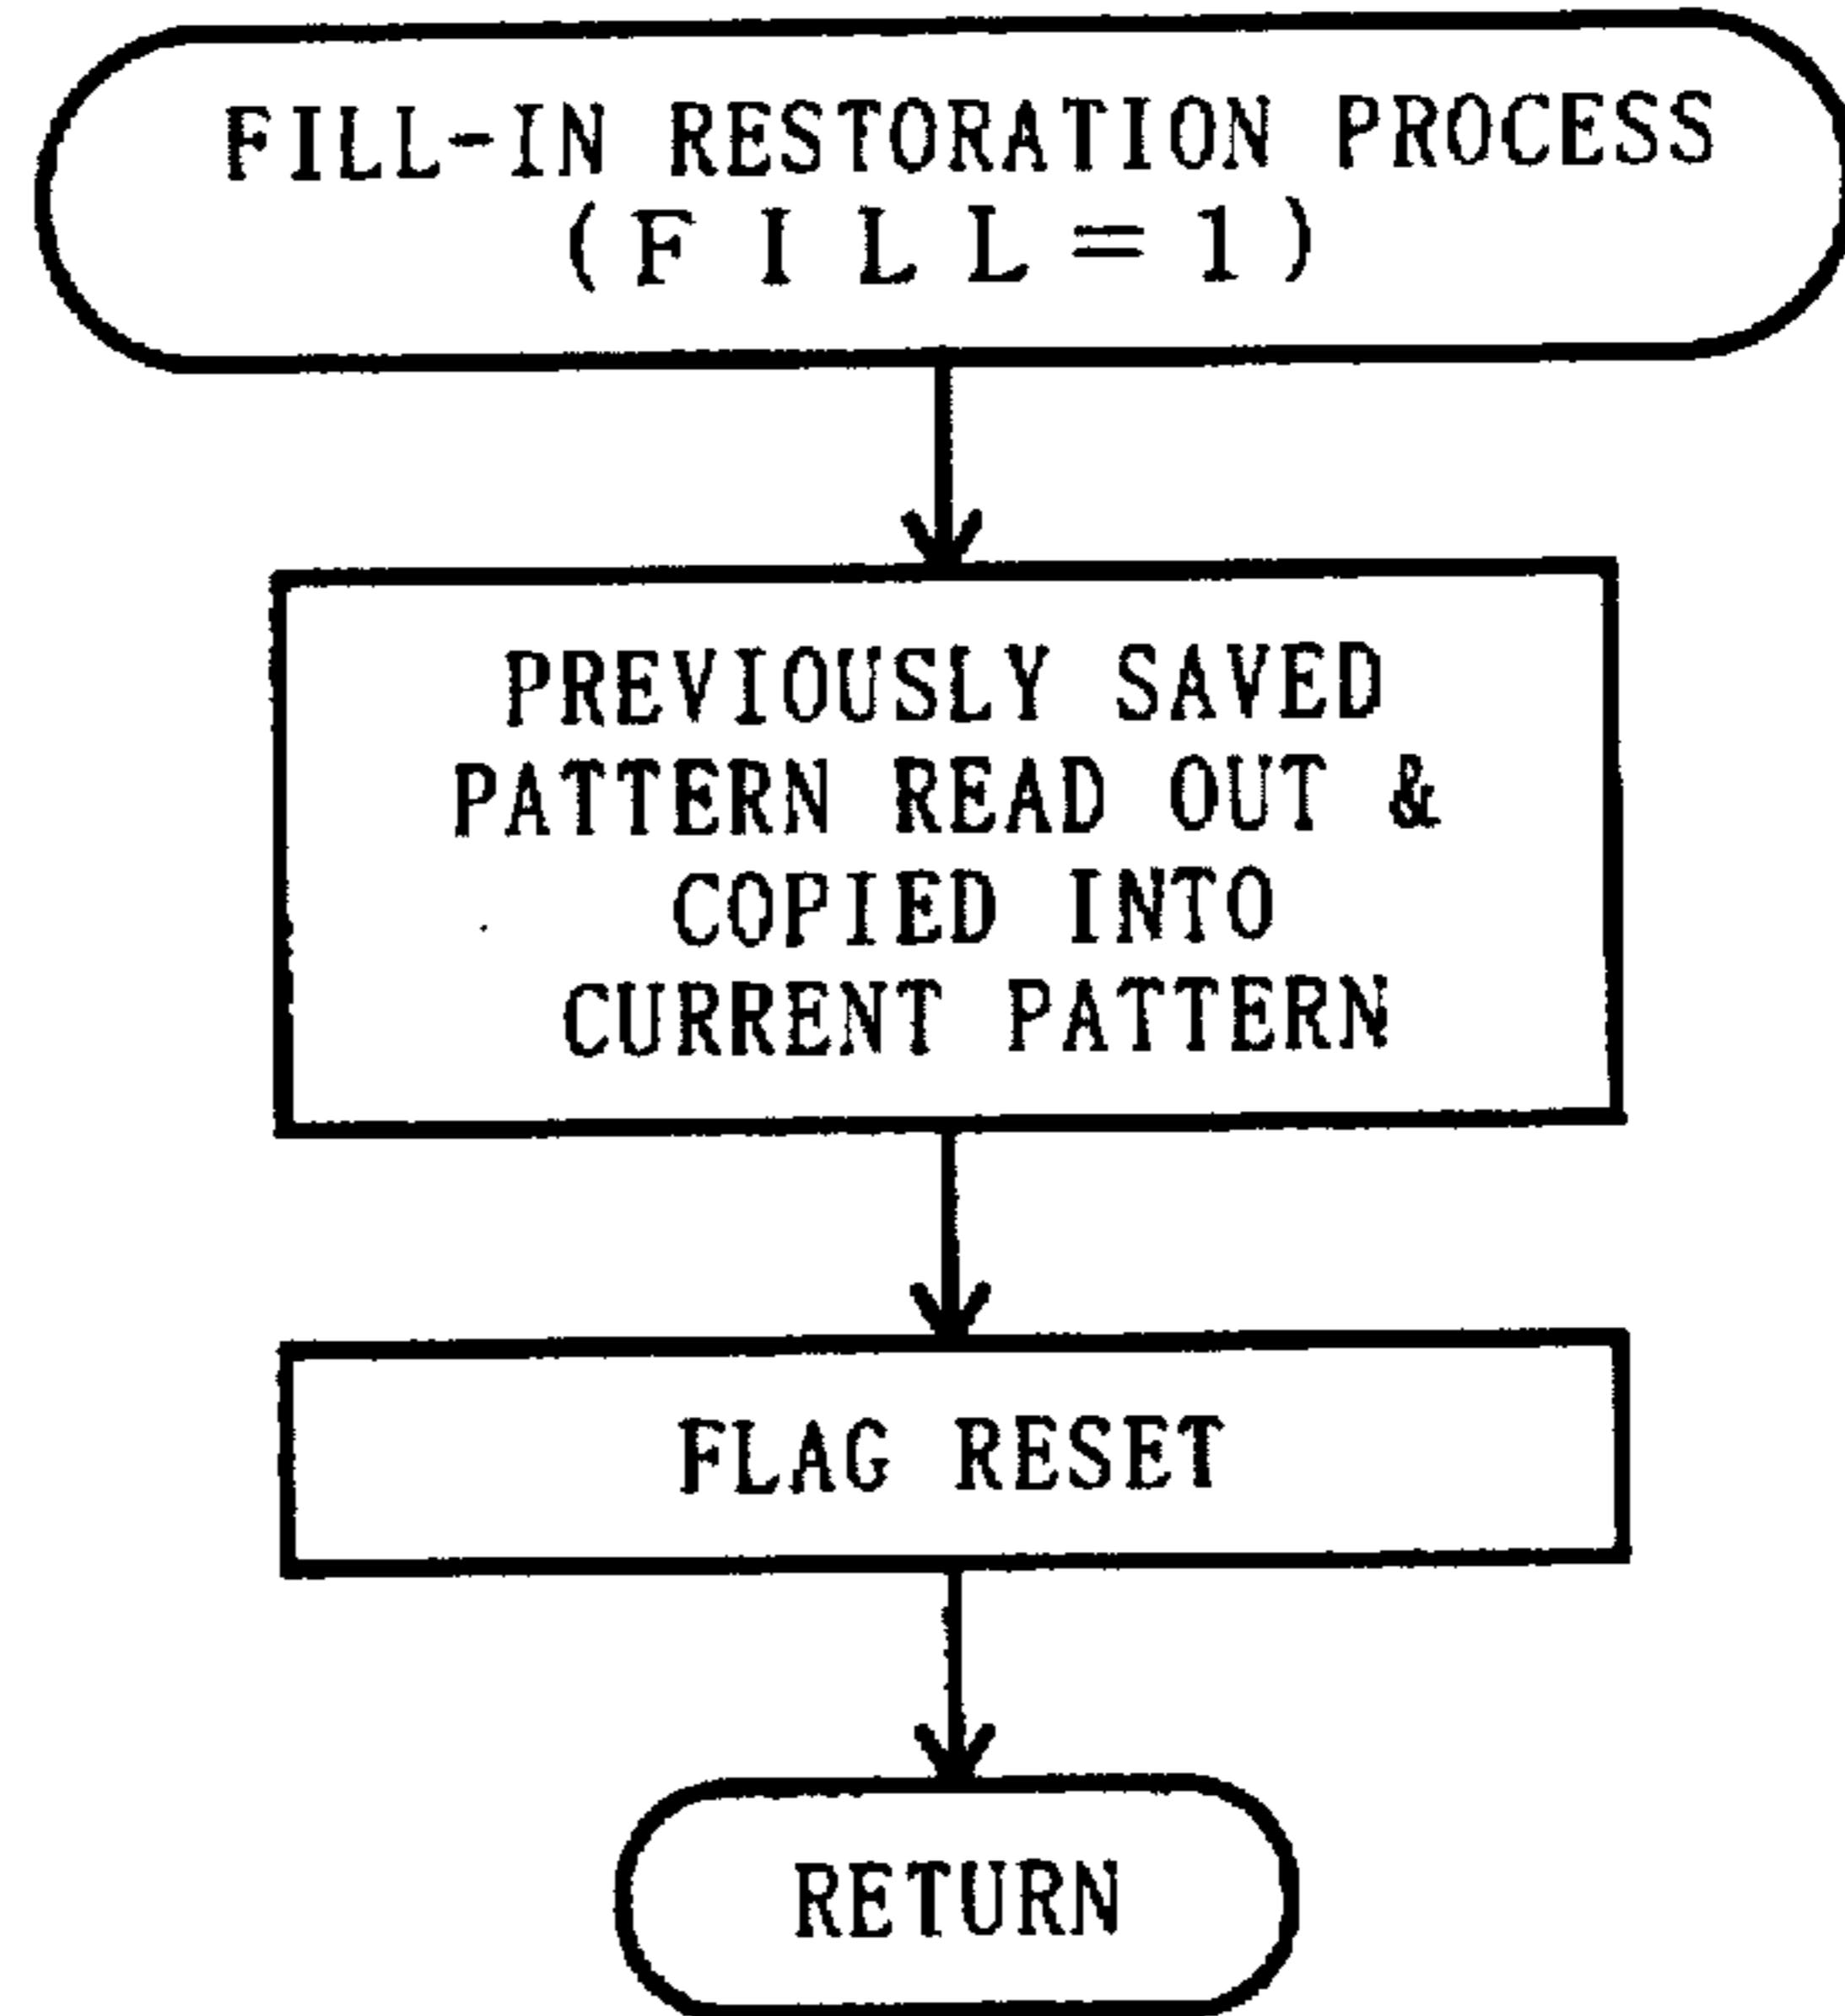 FILL-IN RESTORATION PROCESS
(FILL=1)
PREVIOUSLY SAVED
PATTERN READ OUT &
COPIED INTO
CURRENT PATTERN
FLAG RESET
RETURN